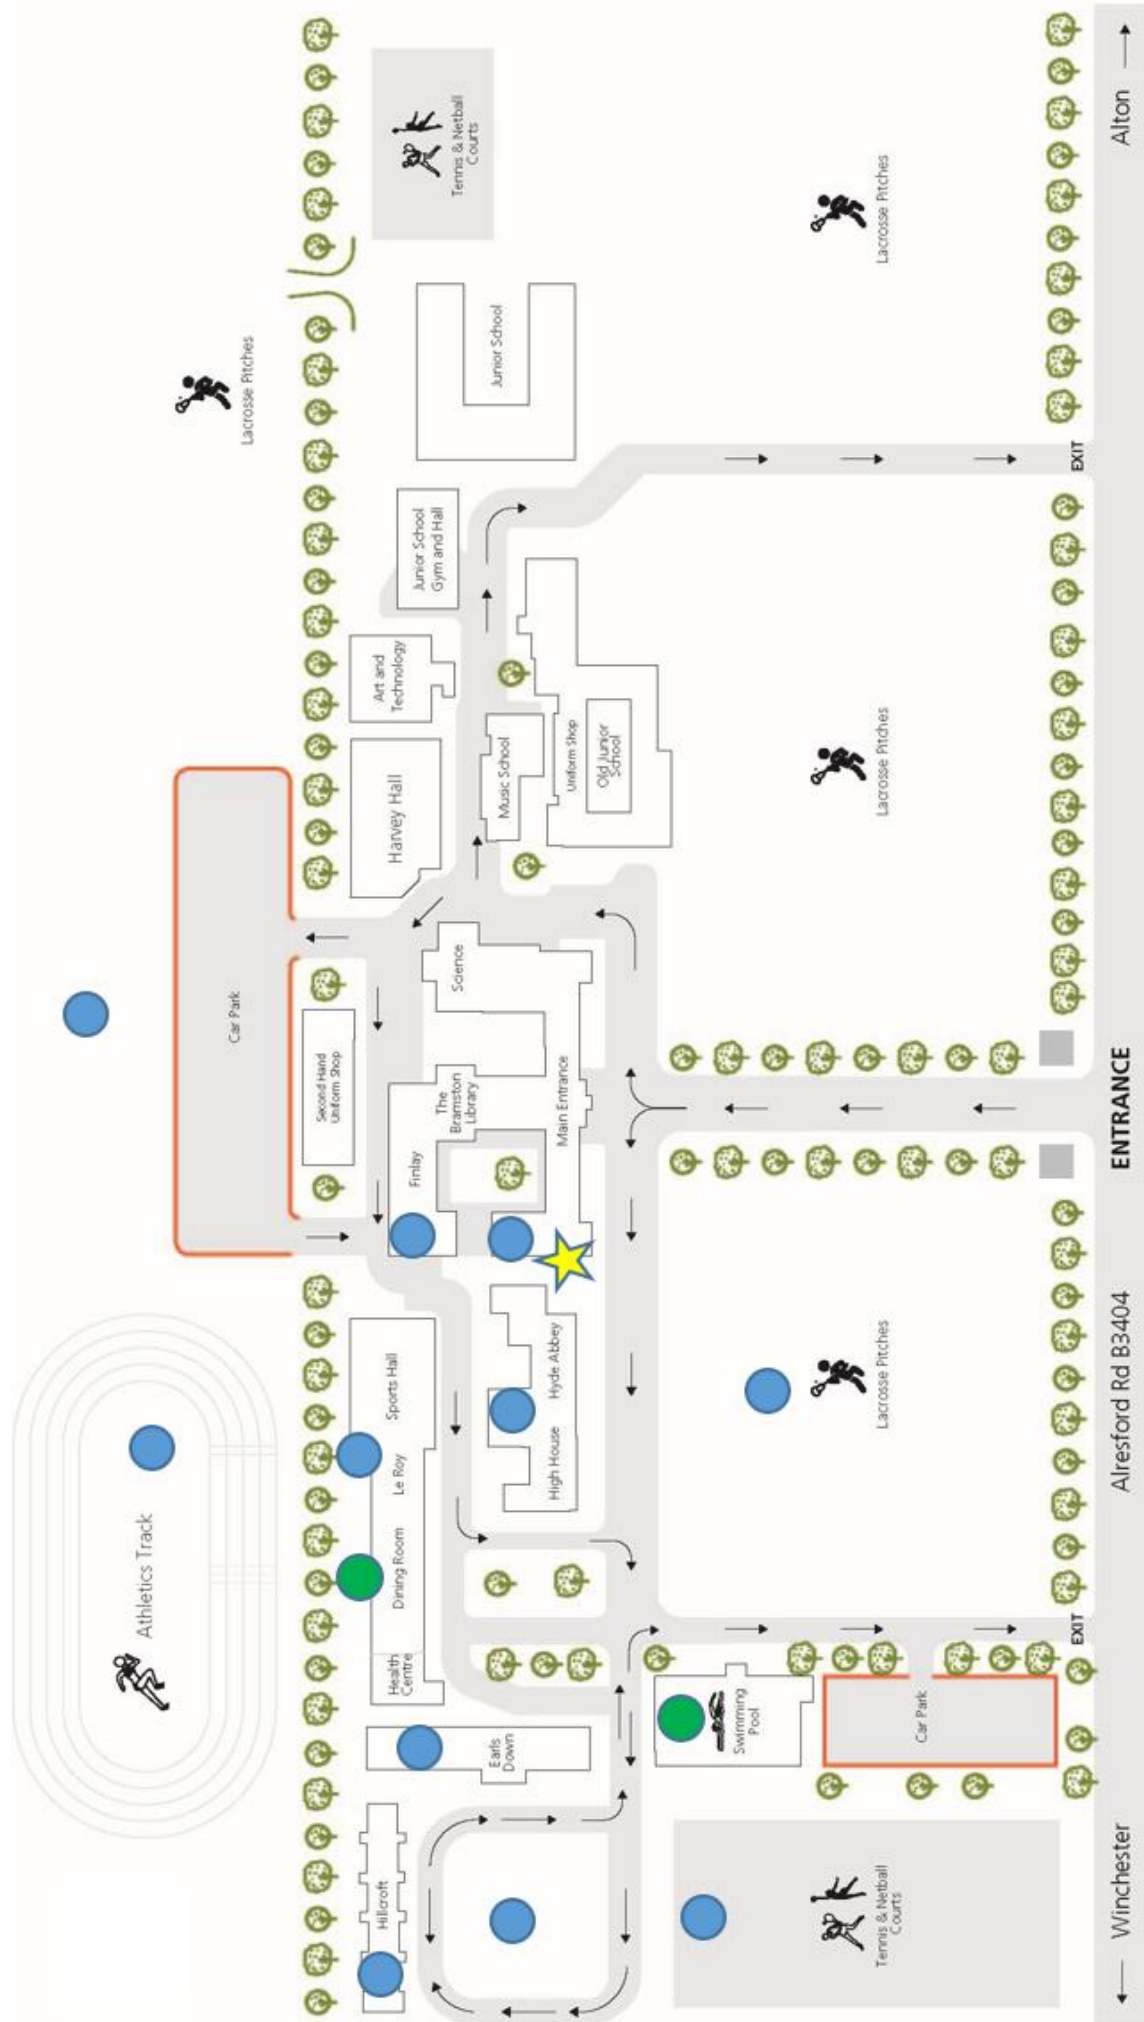 Lacrosse Pitches
Tennis & Netball
Courts
Lacrosse Pitches
Alton
Junior School
Junior School
Gym and Hall
EXIT
Art and
Technology
Harvey Hall
Music School
Uniform Shop
Old Junior
School
Lacrosse Pitches
Car Park
Second Hand
Uniform Shop
Science
The
Bramston
Library
Main Entrance
Finlay
ENTRANCE
Athletics Track
Sports Hall
Le Roy
Dining Room
Health
Centre
Hyde Abbey
High House
Lacrosse Pitches
Alresford Rd B3404
EXIT
Earls
Down
Swimming
Pool
Car Park
Hillcroft
Tennis & Netball
Courts
Winchester